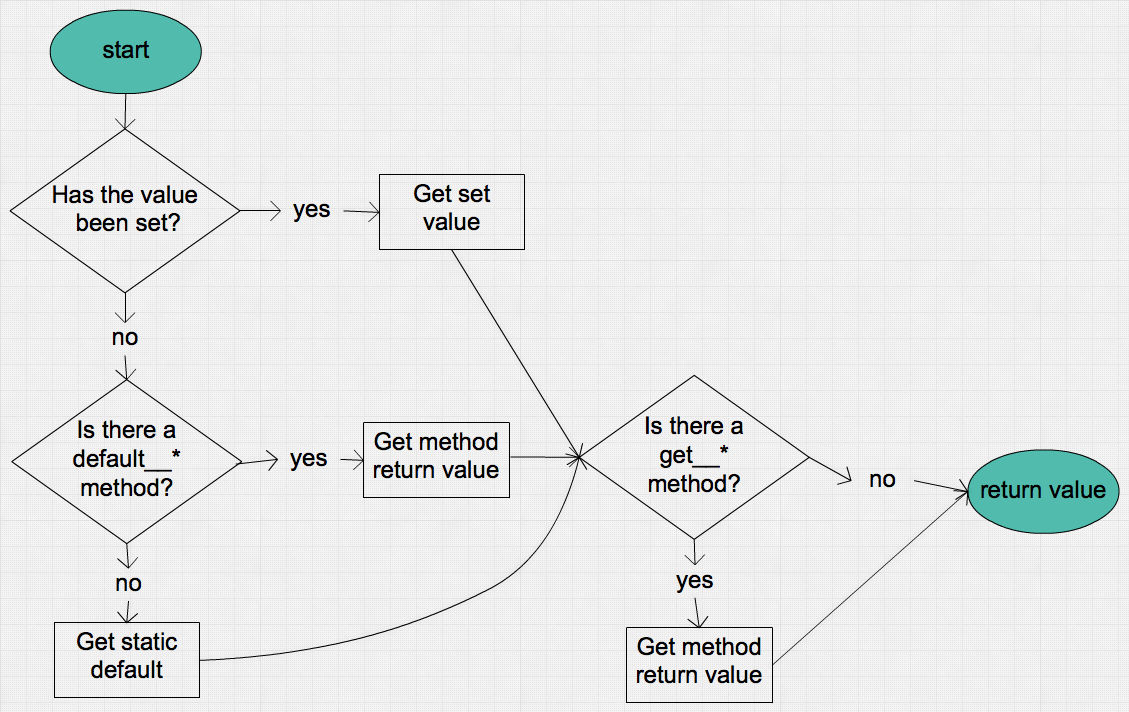 start
Has the value
been set?
yes
Get set
value
no
Is there a
default__*
method?
yes
Get method
return value
Is there a
get__*
method?
no
return value
no
yes
Get static
default
Get method
return value